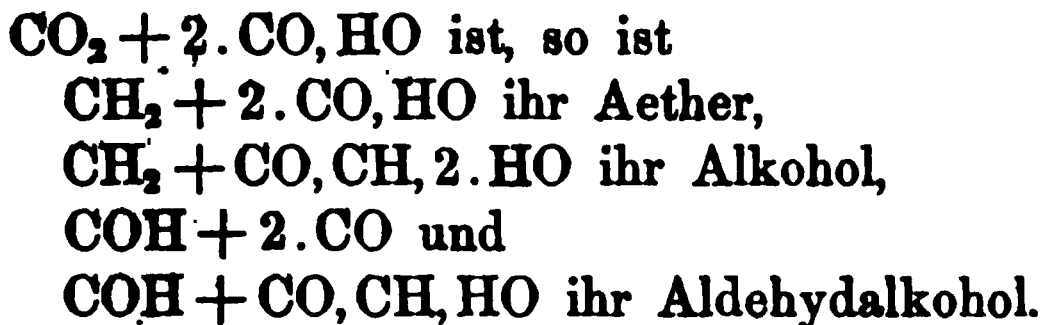 CO₂ + 2 . CO, HO ist, so ist
CH₂ + 2 . CO, HO ihr Aether,
CH₂ + CO, CH, 2 . HO ihr Alkohol,
COH + 2 . CO und
COH + CO, CH, HO ihr Aldehydalkohol.